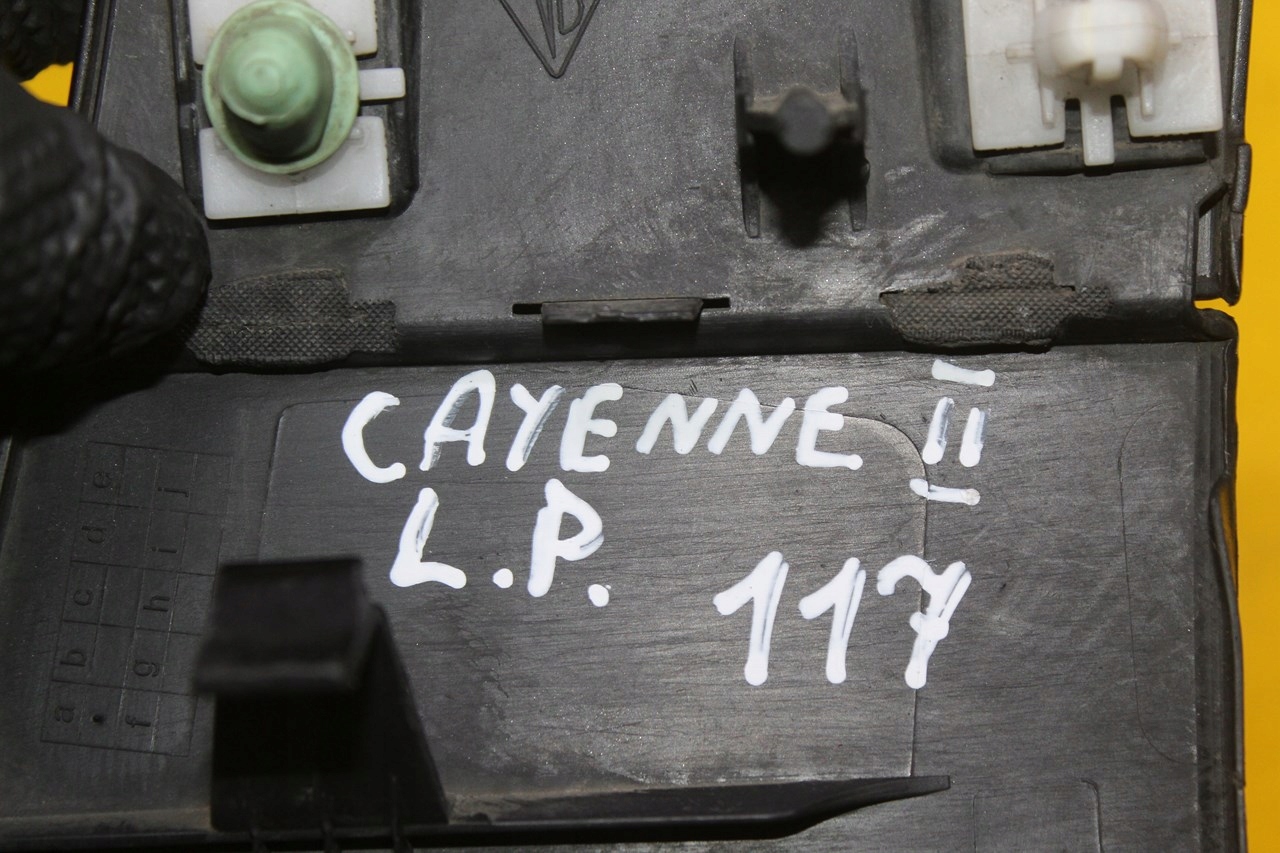 CAYENNE II
L.P. 117
e j
d i
c h
b g
a f